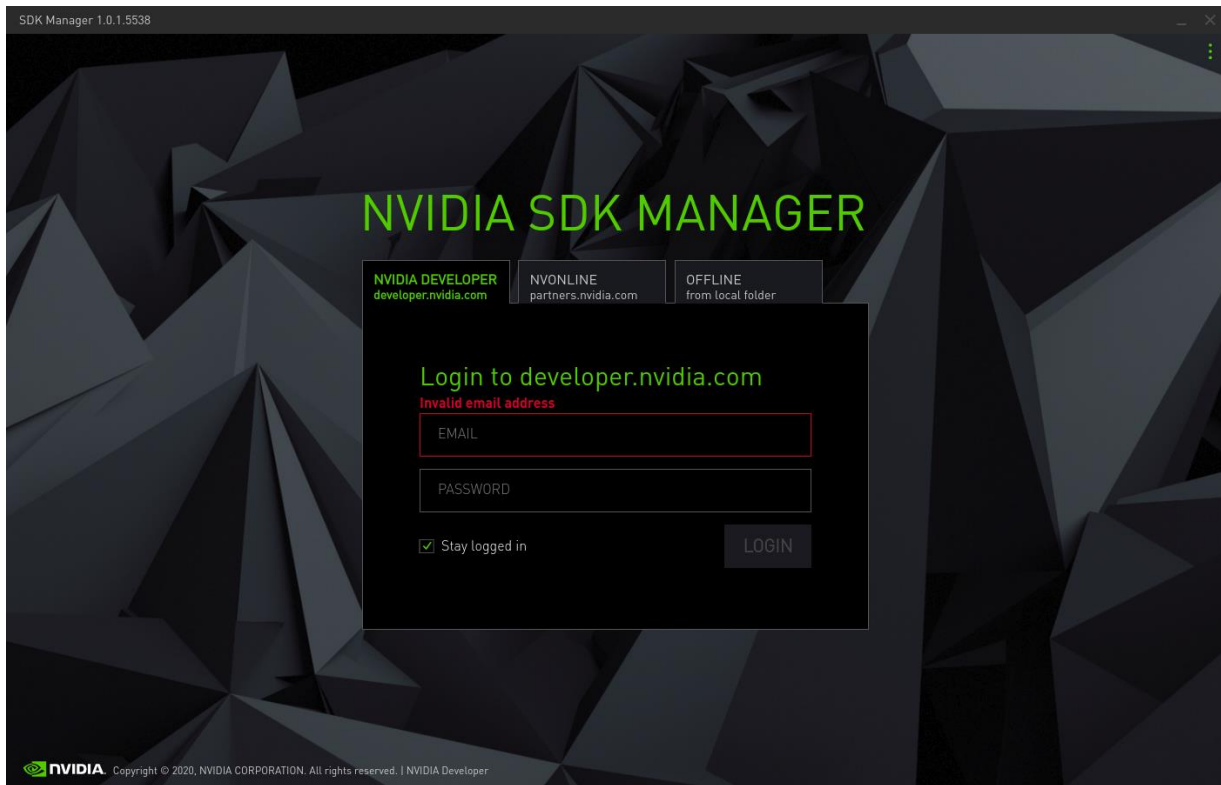 SDK Manager 1.0.1.5538
NVIDIA SDK MANAGER
NVIDIA DEVELOPER
developer.nvidia.com
NVONLINE
partners.nvidia.com
OFFLINE
from local folder
Login to developer.nvidia.com
Invalid email address
EMAIL
PASSWORD
Stay logged in
LOGIN
NVIDIA. Copyright © 2020, NVIDIA CORPORATION. All rights reserved. | NVIDIA Developer